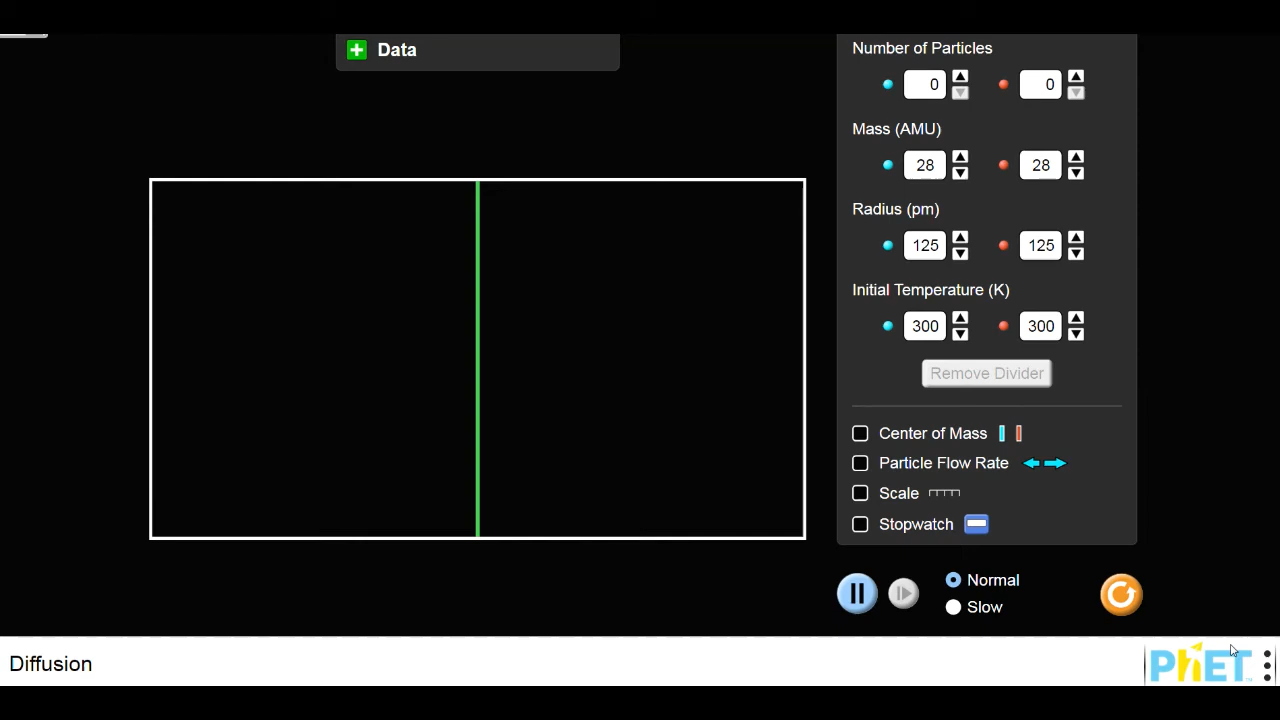 Data
Number of Particles
0 0
Mass (AMU)
28 28
Radius (pm)
125 125
Initial Temperature (K)
300 300
Remove Divider
Center of Mass
Particle Flow Rate
Scale
Stopwatch
Normal
Slow
Diffusion
PhET